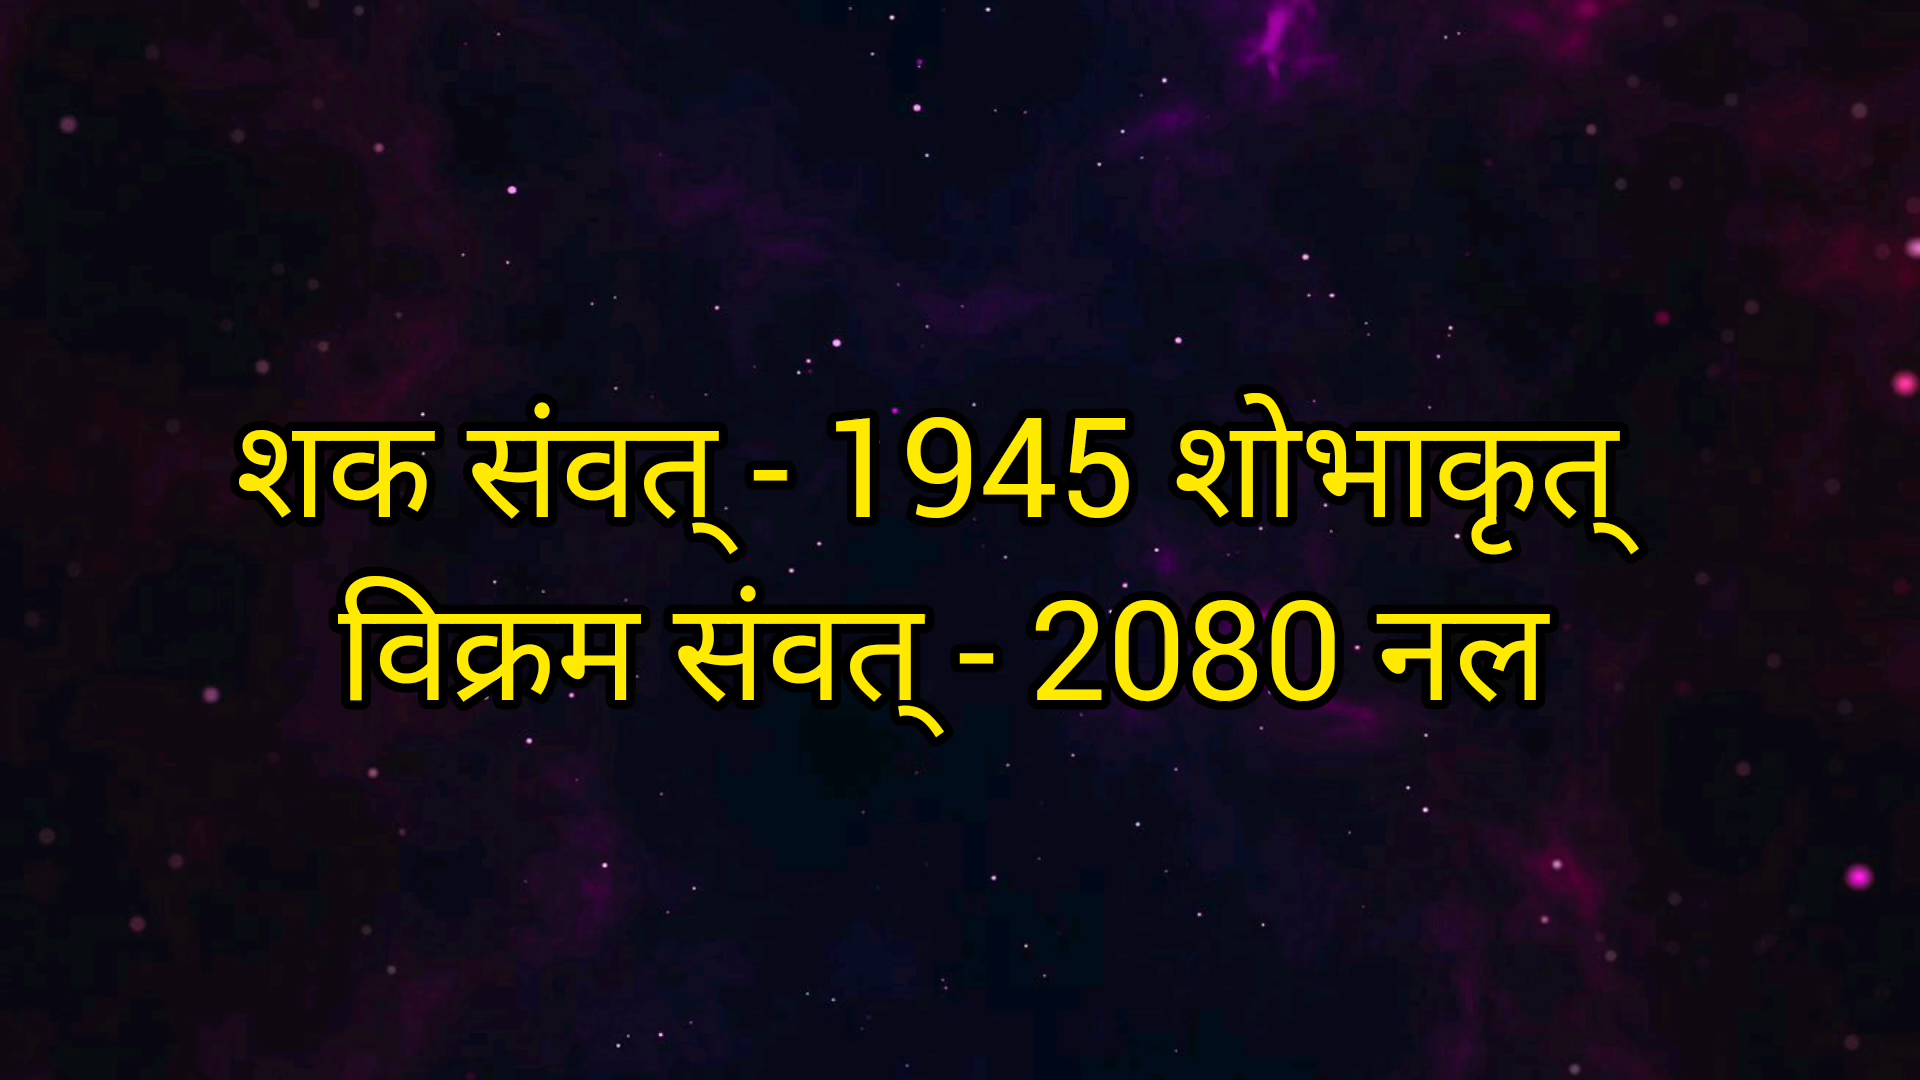 शक संवत् - 1945 शोभाकृत्
विक्रम संवत् - 2080 नल